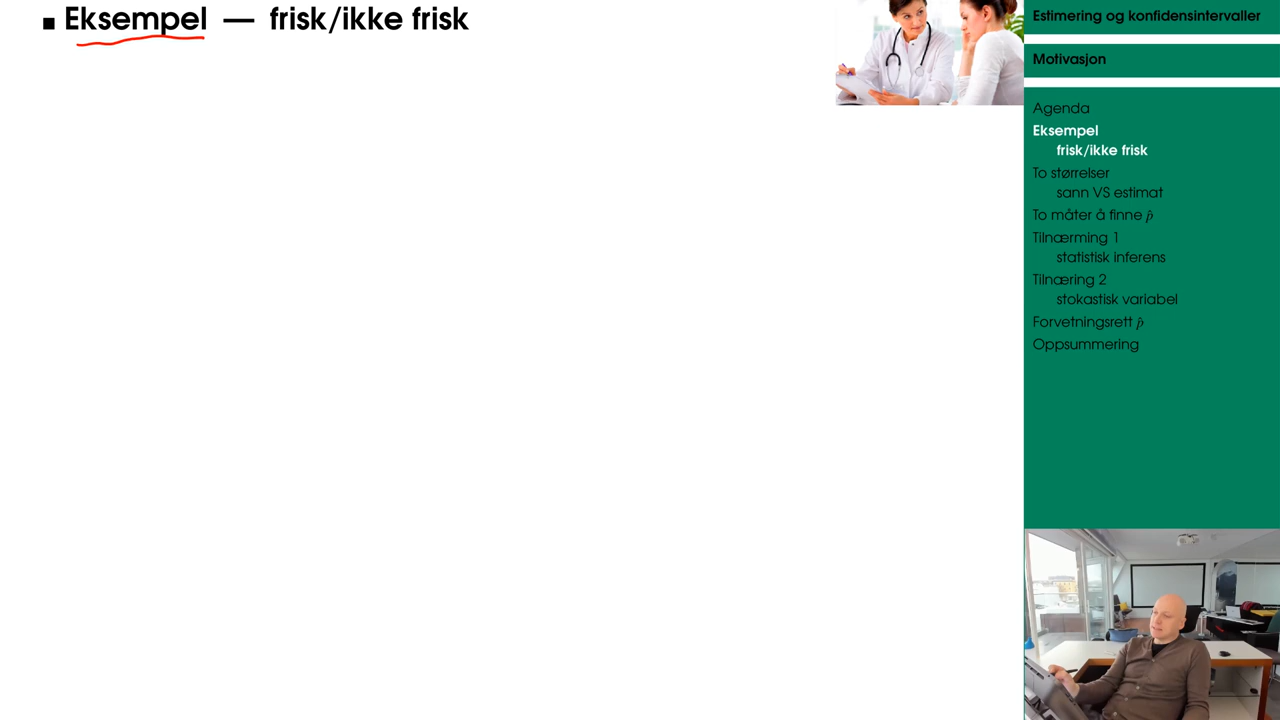 Eksempel — frisk/ikke frisk
Estimering og konfidensintervaller
Motivasjon
Agenda
Eksempel
frisk/ikke frisk
To størrelser
sann VS estimat
To måter å finne p̂
Tilnærming 1
statistisk inferens
Tilnæring 2
stokastisk variabel
Forvetningsrett p̂
Oppsummering